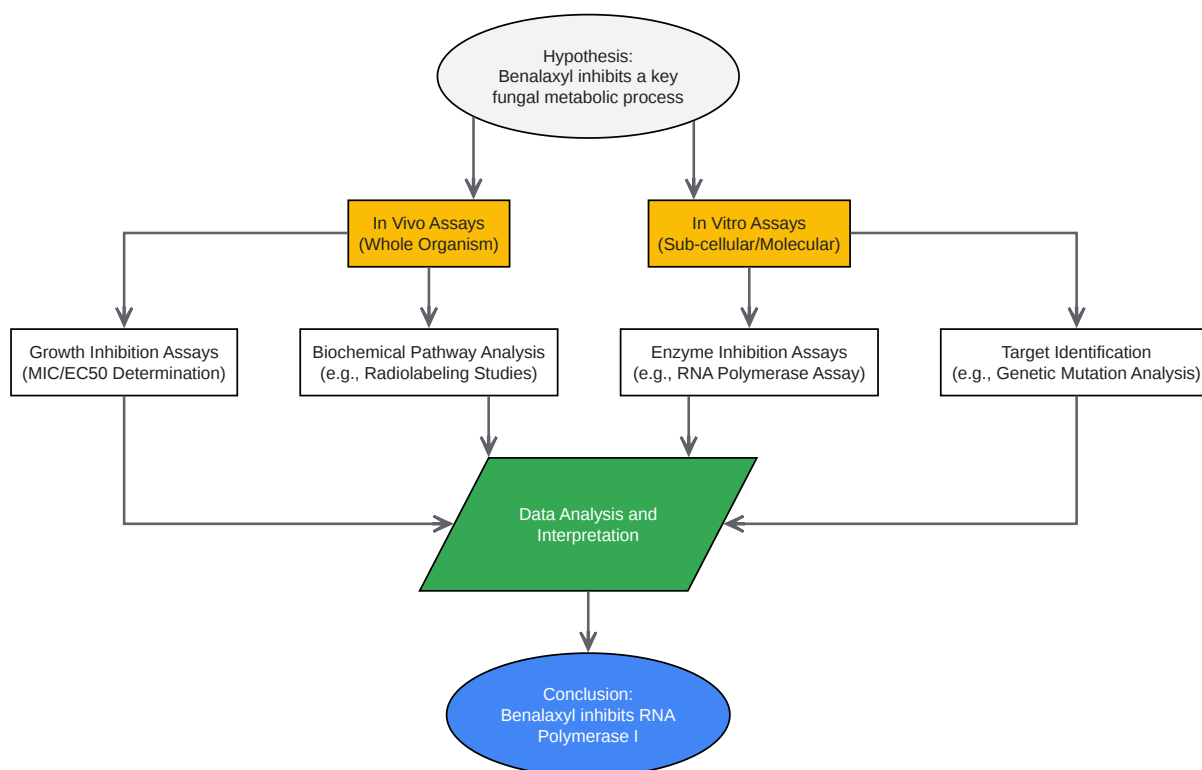 Hypothesis:
Benalaxyl inhibits a key
fungal metabolic process
In Vivo Assays
(Whole Organism)
In Vitro Assays
(Sub-cellular/Molecular)
Growth Inhibition Assays
(MIC/EC50 Determination)
Biochemical Pathway Analysis
(e.g., Radiolabeling Studies)
Enzyme Inhibition Assays
(e.g., RNA Polymerase Assay)
Target Identification
(e.g., Genetic Mutation Analysis)
Data Analysis and
Interpretation
Conclusion:
Benalaxyl inhibits RNA
Polymerase I